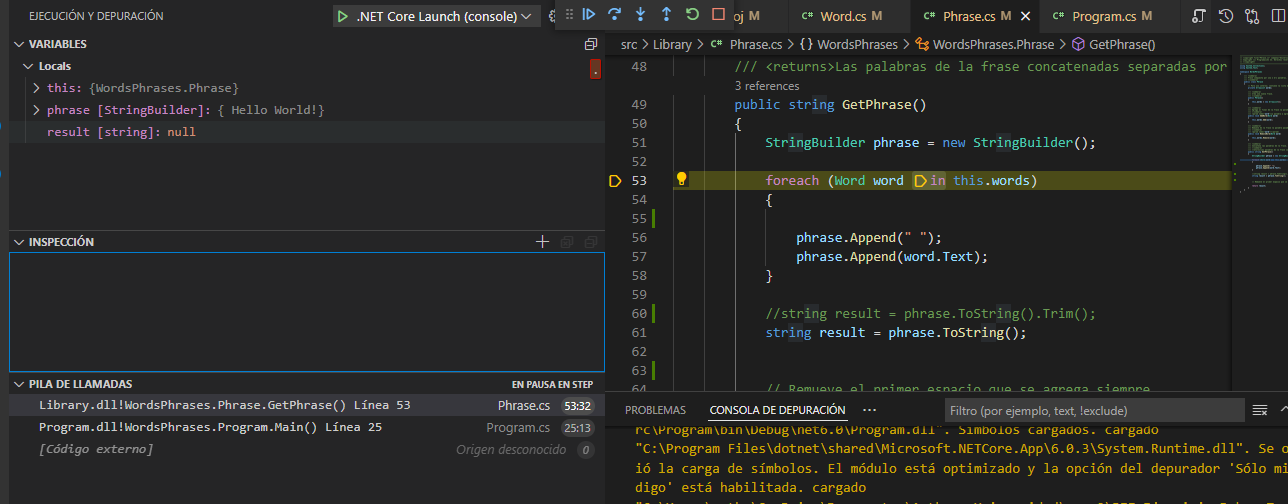 EJECUCIÓN Y DEPURACIÓN
.NET Core Launch (console)
VARIABLES
Locals
this: {WordsPhrases.Phrase}
phrase [StringBuilder]: { Hello World!}
result [string]: null
INSPECCIÓN
PILA DE LLAMADAS
EN PAUSA EN STEP
Library.dll!WordsPhrases.Phrase.GetPhrase() Línea 53
Phrase.cs
53:32
Program.dll!WordsPhrases.Program.Main() Línea 25
Program.cs
25:13
[Código externo]
Origen desconocido
0
oj M
C# Word.cs M
C# Phrase.cs M
C# Program.cs M
src > Library > C# Phrase.cs > {} WordsPhrases > WordsPhrases.Phrase > GetPhrase()
48 /// <returns>Las palabras de la frase concatenadas separadas por
3 references
49 public string GetPhrase()
50 {
51 StringBuilder phrase = new StringBuilder();
52
53 foreach (Word word in this.words)
54 {
55
56 phrase.Append(" ");
57 phrase.Append(word.Text);
58 }
59
60 //string result = phrase.ToString().Trim();
61 string result = phrase.ToString();
62
63
64 // Remueve el primer espacio que se agrega siempre
PROBLEMAS
CONSOLA DE DEPURACIÓN
...
Filtro (por ejemplo, text, !exclude)
rc\Program\bin\Debug\net6.0\Program.dll". Símbolos cargados. cargado
"C:\Program Files\dotnet\shared\Microsoft.NETCore.App\6.0.3\System.Runtime.dll". Se o
ió la carga de símbolos. El módulo está optimizado y la opción del depurador 'Sólo mi
digo' está habilitada. cargado